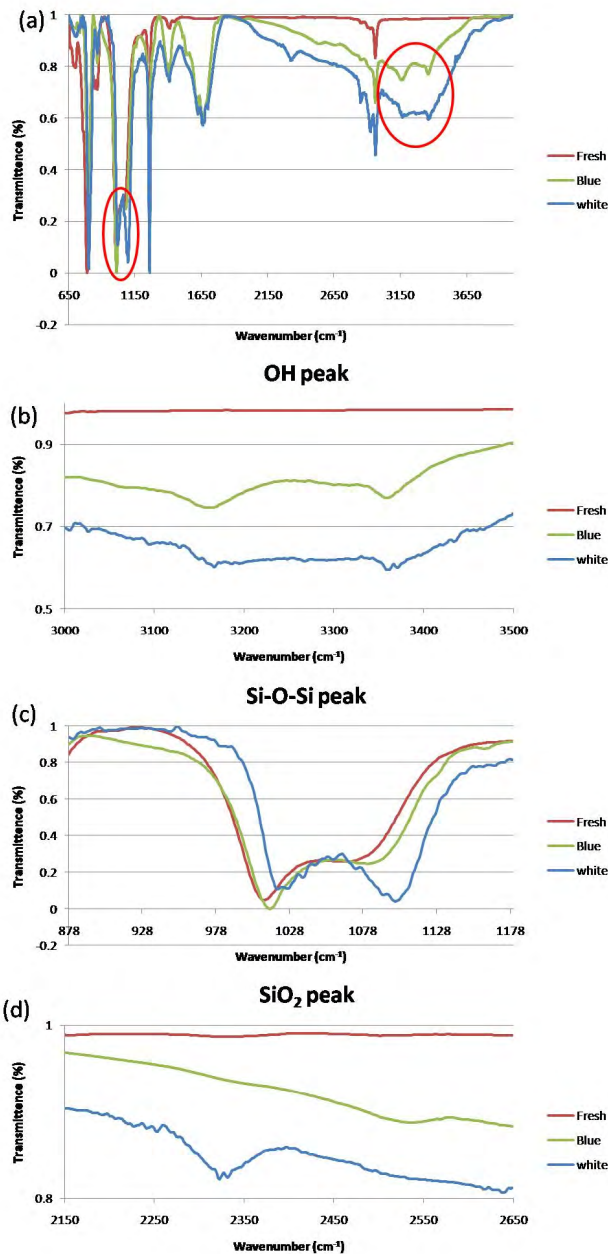 (a)
1
0.8
0.6
0.4
0.2
0
-0.2
Transmittence (%)
650 1150 1650 2150 2650 3150 3650
Wavenumber (cm⁻¹)
Fresh
Blue
white
OH peak
(b)
0.9
0.7
0.5
Transmittence (%)
3000 3100 3200 3300 3400 3500
Wavenumber (cm⁻¹)
Fresh
Blue
white
Si-O-Si peak
(c)
1
0.8
0.6
0.4
0.2
0
-0.2
Transmittence (%)
878 928 978 1028 1078 1128 1178
Wavenumber (cm⁻¹)
Fresh
Blue
white
SiO₂ peak
(d)
1
0.8
Transmittence (%)
2150 2250 2350 2450 2550 2650
Wavenumber (cm⁻¹)
Fresh
Blue
white